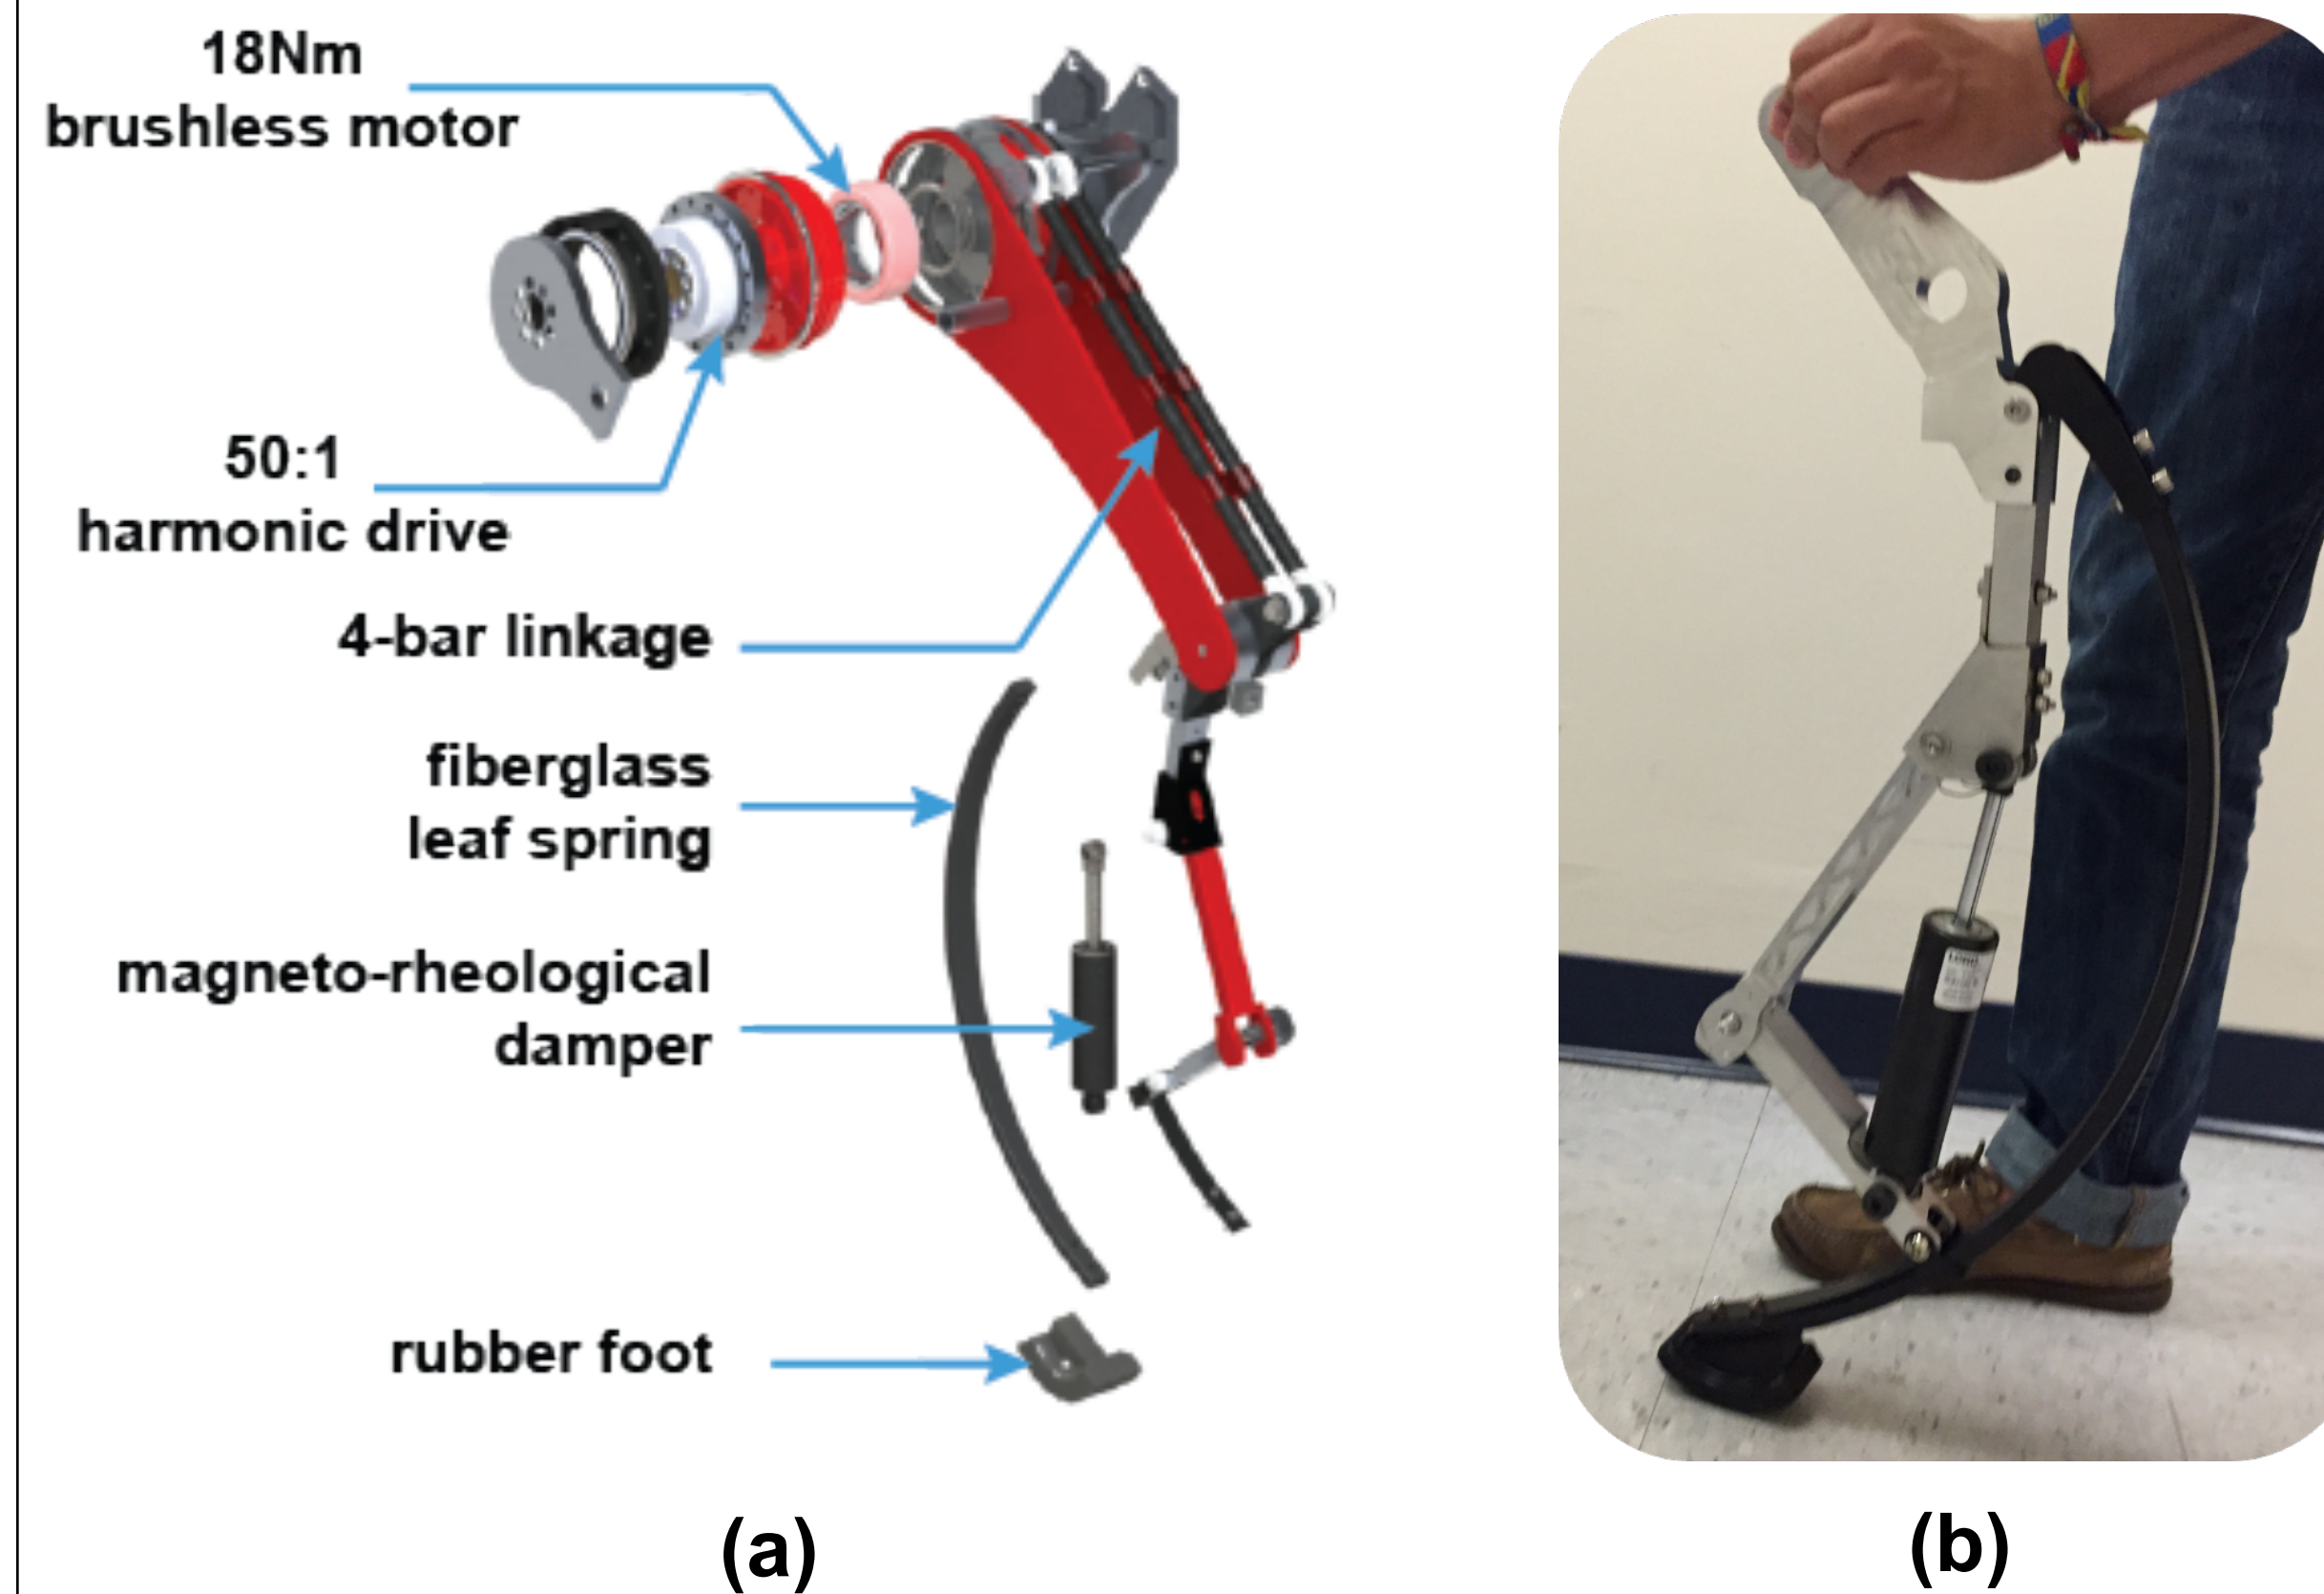 18Nm
brushless motor
50:1
harmonic drive
4-bar linkage
fiberglass
leaf spring
magneto-rheological
damper
rubber foot
(a)
(b)